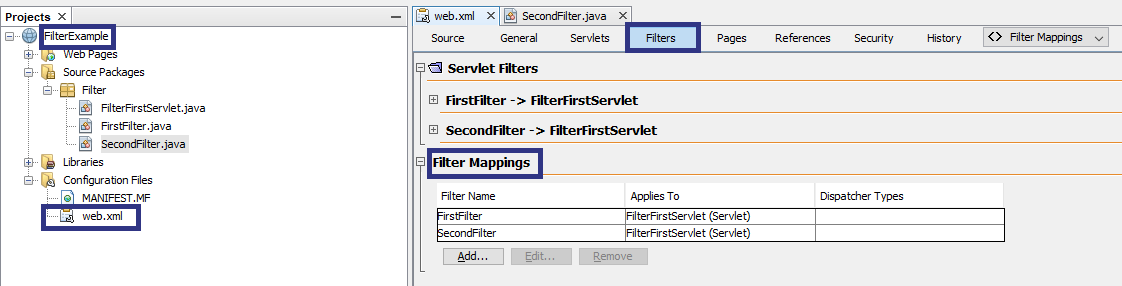 Projects ×
FilterExample
Web Pages
Source Packages
Filter
FilterFirstServlet.java
FirstFilter.java
SecondFilter.java
Libraries
Configuration Files
MANIFEST.MF
web.xml
web.xml SecondFilter.java
Source General Servlets Filters Pages References Security History <> Filter Mappings
Servlet Filters
FirstFilter -> FilterFirstServlet
SecondFilter -> FilterFirstServlet
Filter Mappings
Filter Name Applies To Dispatcher Types
FirstFilter FilterFirstServlet (Servlet)
SecondFilter FilterFirstServlet (Servlet)
Add... Edit... Remove